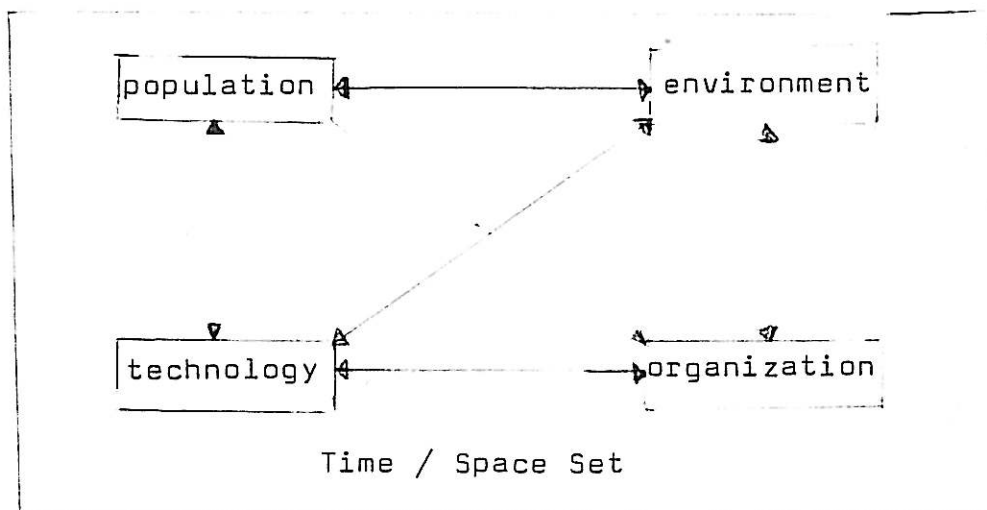 population environment
technology organization
Time / Space Set